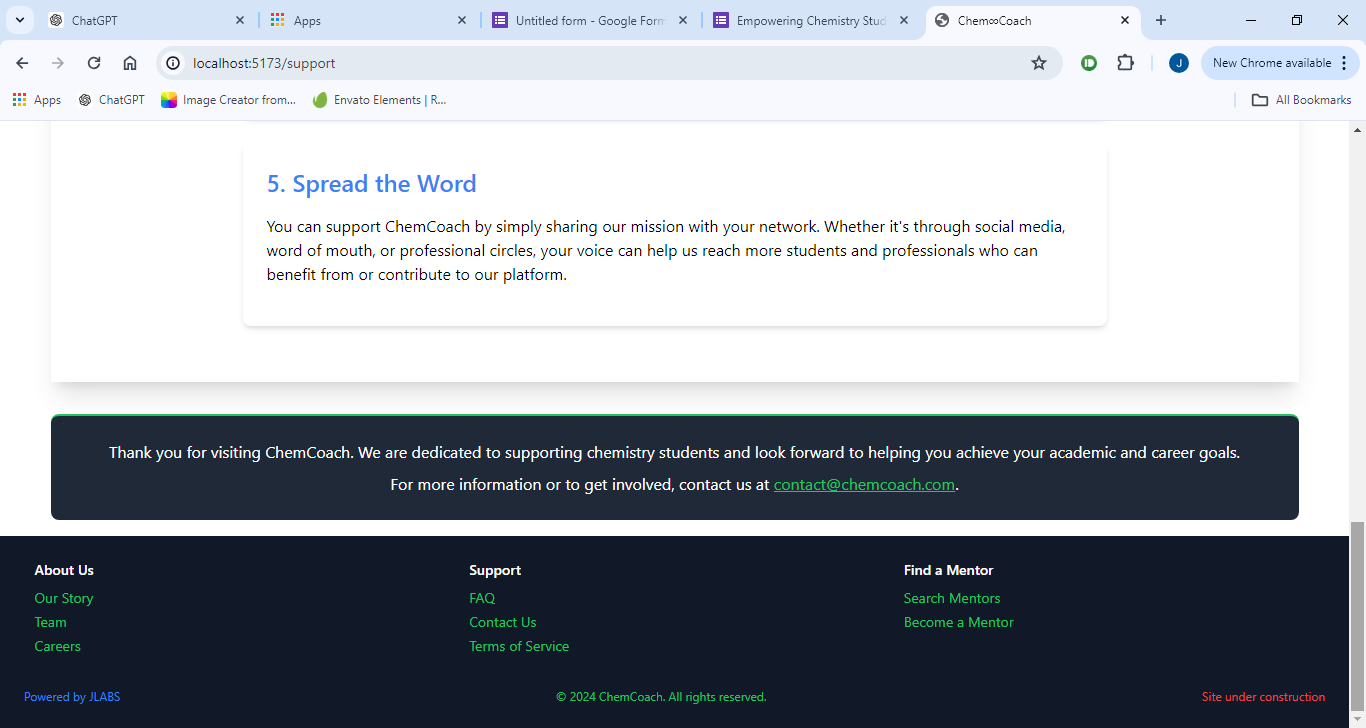 ChatGPT
Apps
Untitled form - Google Form
Empowering Chemistry Stud
Chem∞Coach
localhost:5173/support
J
New Chrome available
Apps
ChatGPT
Image Creator from...
Envato Elements | R...
All Bookmarks
5. Spread the Word
You can support ChemCoach by simply sharing our mission with your network. Whether it's through social media,
word of mouth, or professional circles, your voice can help us reach more students and professionals who can
benefit from or contribute to our platform.
Thank you for visiting ChemCoach. We are dedicated to supporting chemistry students and look forward to helping you achieve your academic and career goals.
For more information or to get involved, contact us at contact@chemcoach.com.
About Us
Our Story
Team
Careers
Support
FAQ
Contact Us
Terms of Service
Find a Mentor
Search Mentors
Become a Mentor
Powered by JLABS
© 2024 ChemCoach. All rights reserved.
Site under construction